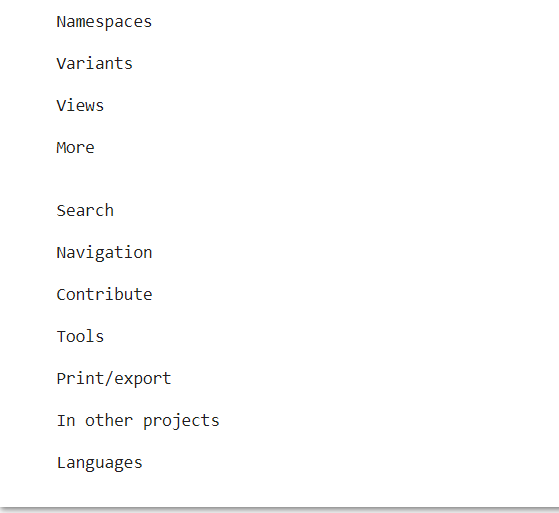 Namespaces
Variants
Views
More
Search
Navigation
Contribute
Tools
Print/export
In other projects
Languages